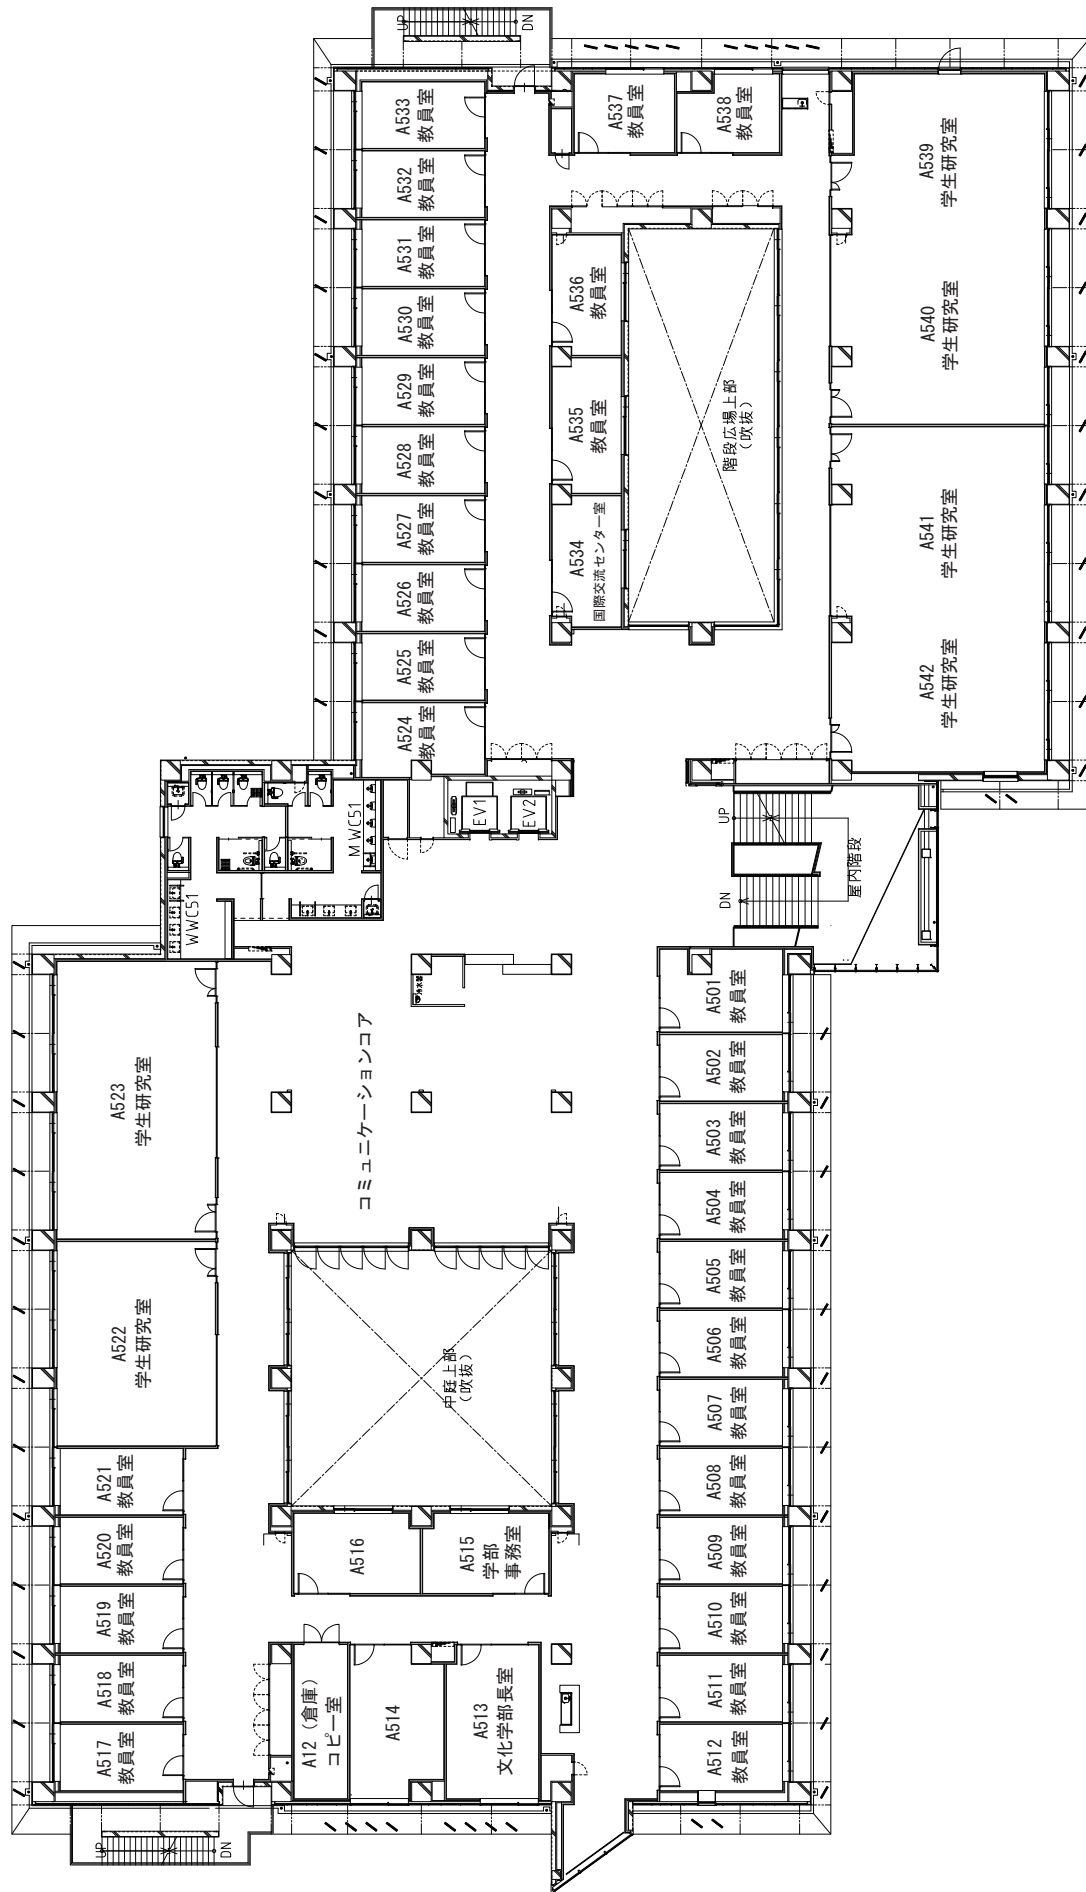 UP
DN
A533
教員室
A532
教員室
A531
教員室
A530
教員室
A529
教員室
A528
教員室
A527
教員室
A526
教員室
A525
教員室
A524
教員室
A537
教員室
A538
教員室
A536
教員室
A535
教員室
A534
国際交流センター室
階段広場上部
（吹抜）
A539
学生研究室
A540
学生研究室
A541
学生研究室
A542
学生研究室
M WC51
WWC51
EV1
EV2
UP
DN
屋内階段
冷水器
コミュニケーションコア
A523
学生研究室
A522
学生研究室
A521
教員室
A520
教員室
A519
教員室
A518
教員室
A517
教員室
中庭上部
（吹抜）
A516
A515
学部
事務室
A12（倉庫）
コピー室
A514
A513
文化学部長室
A501
教員室
A502
教員室
A503
教員室
A504
教員室
A505
教員室
A506
教員室
A507
教員室
A508
教員室
A509
教員室
A510
教員室
A511
教員室
A512
教員室
UP
DN